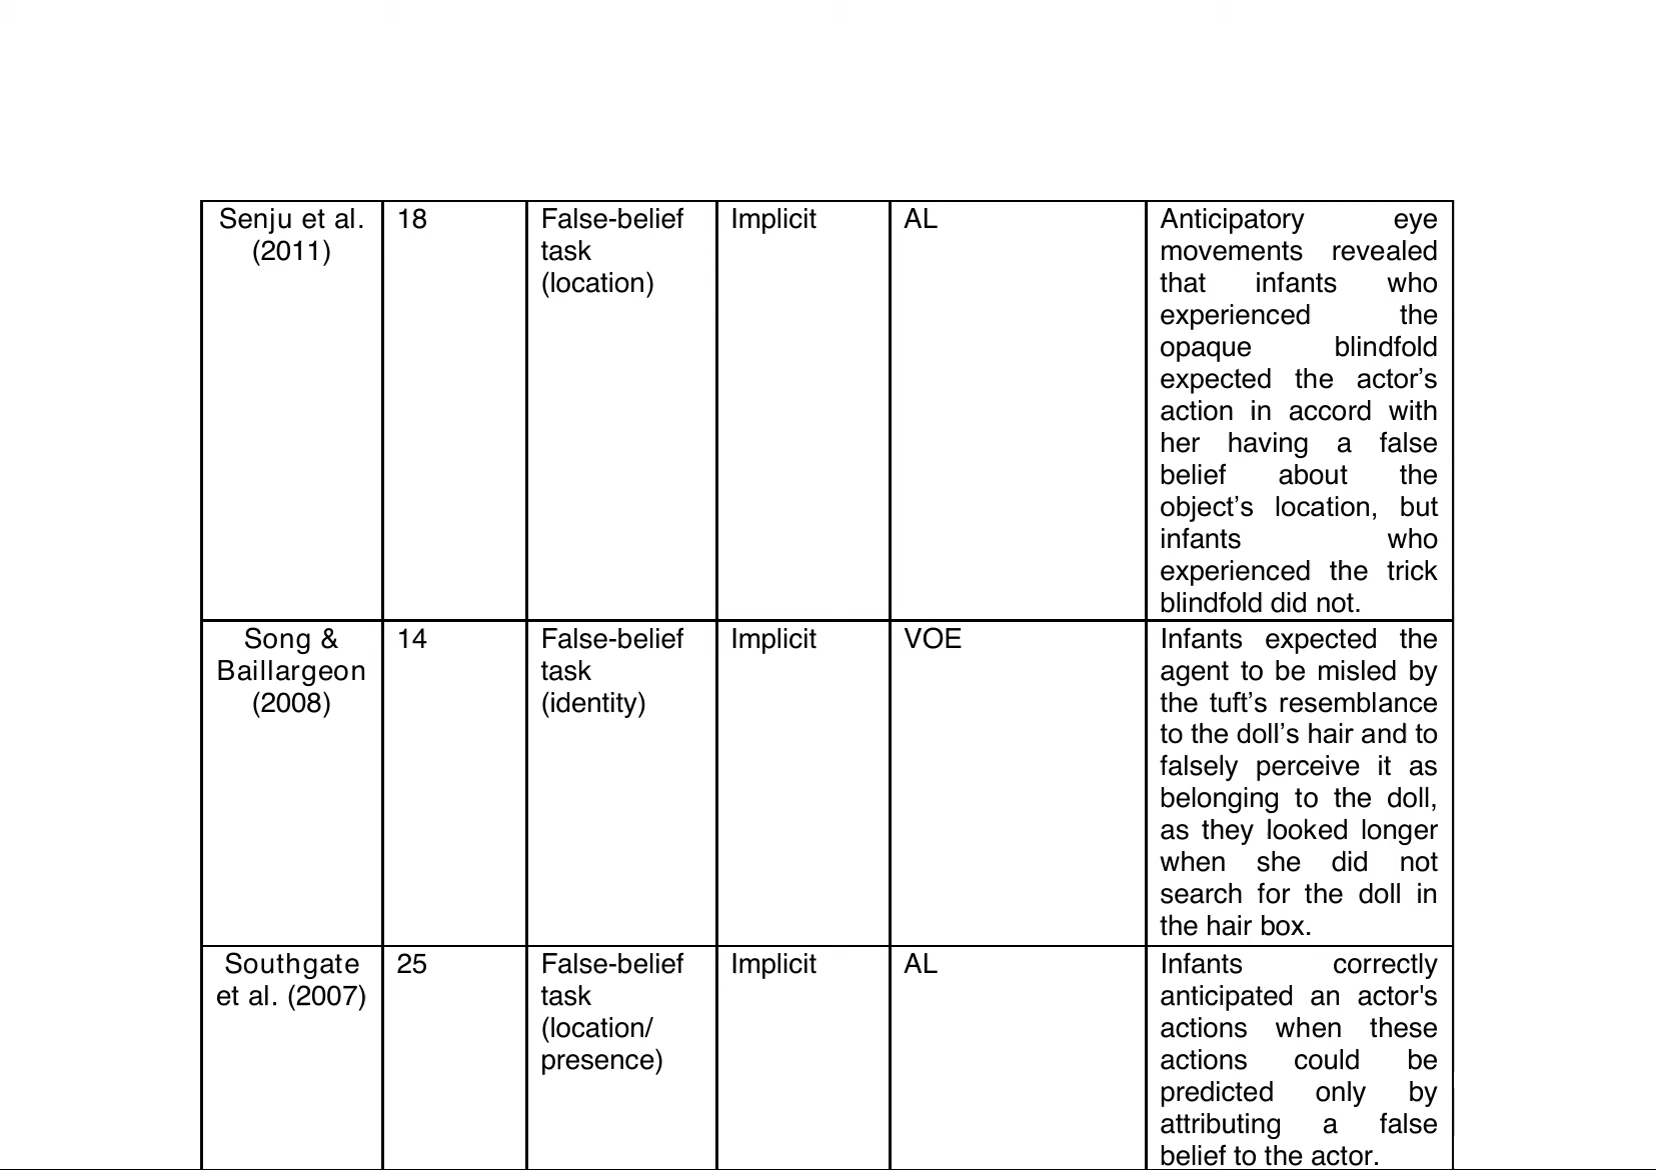 Senju et al.
(2011)
18
False-belief
task
(location)
Implicit
AL
Anticipatory eye
movements revealed
that infants who
experienced the
opaque blindfold
expected the actor’s
action in accord with
her having a false
belief about the
object’s location, but
infants who
experienced the trick
blindfold did not.
Song &
Baillargeon
(2008)
14
False-belief
task
(identity)
Implicit
VOE
Infants expected the
agent to be misled by
the tuft’s resemblance
to the doll’s hair and to
falsely perceive it as
belonging to the doll,
as they looked longer
when she did not
search for the doll in
the hair box.
Southgate
et al. (2007)
25
False-belief
task
(location/
presence)
Implicit
AL
Infants correctly
anticipated an actor's
actions when these
actions could be
predicted only by
attributing a false
belief to the actor.